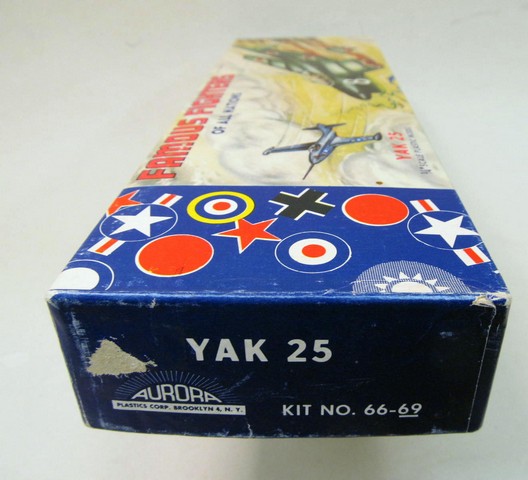 FAMOUS FIGHTERS
OF ALL NATIONS
YAK 25
YAK 25
AURORA
PLASTICS CORP. BROOKLYN 4, N. Y.
KIT NO. 66-69